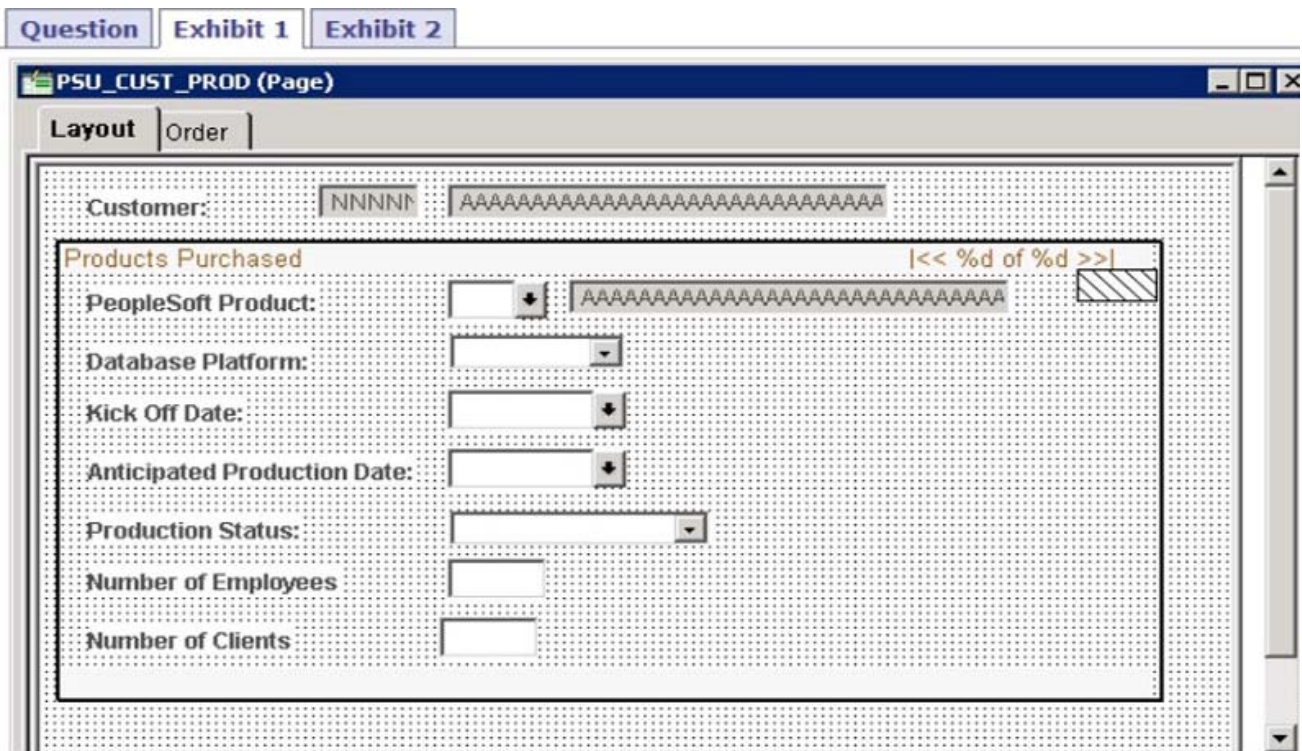 Question Exhibit 1 Exhibit 2
PSU_CUST_PROD (Page)
Layout Order
Customer: NNNNN AAAAAAAAAAAAAAAAAAAAAAAAAAAAAA
Products Purchased |<< %d of %d >>|
PeopleSoft Product: AAAAAAAAAAAAAAAAAAAAAAAAAAAAAA
Database Platform:
Kick Off Date:
Anticipated Production Date:
Production Status:
Number of Employees
Number of Clients